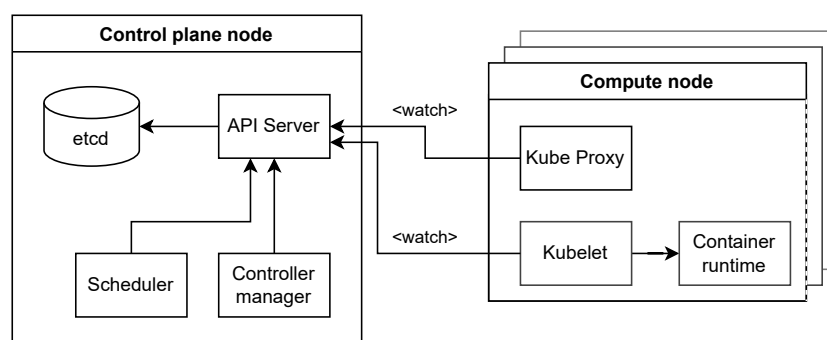 Control plane node
Compute node
etcd
API Server
<watch>
Kube Proxy
<watch>
Kubelet
Container
runtime
Scheduler
Controller
manager